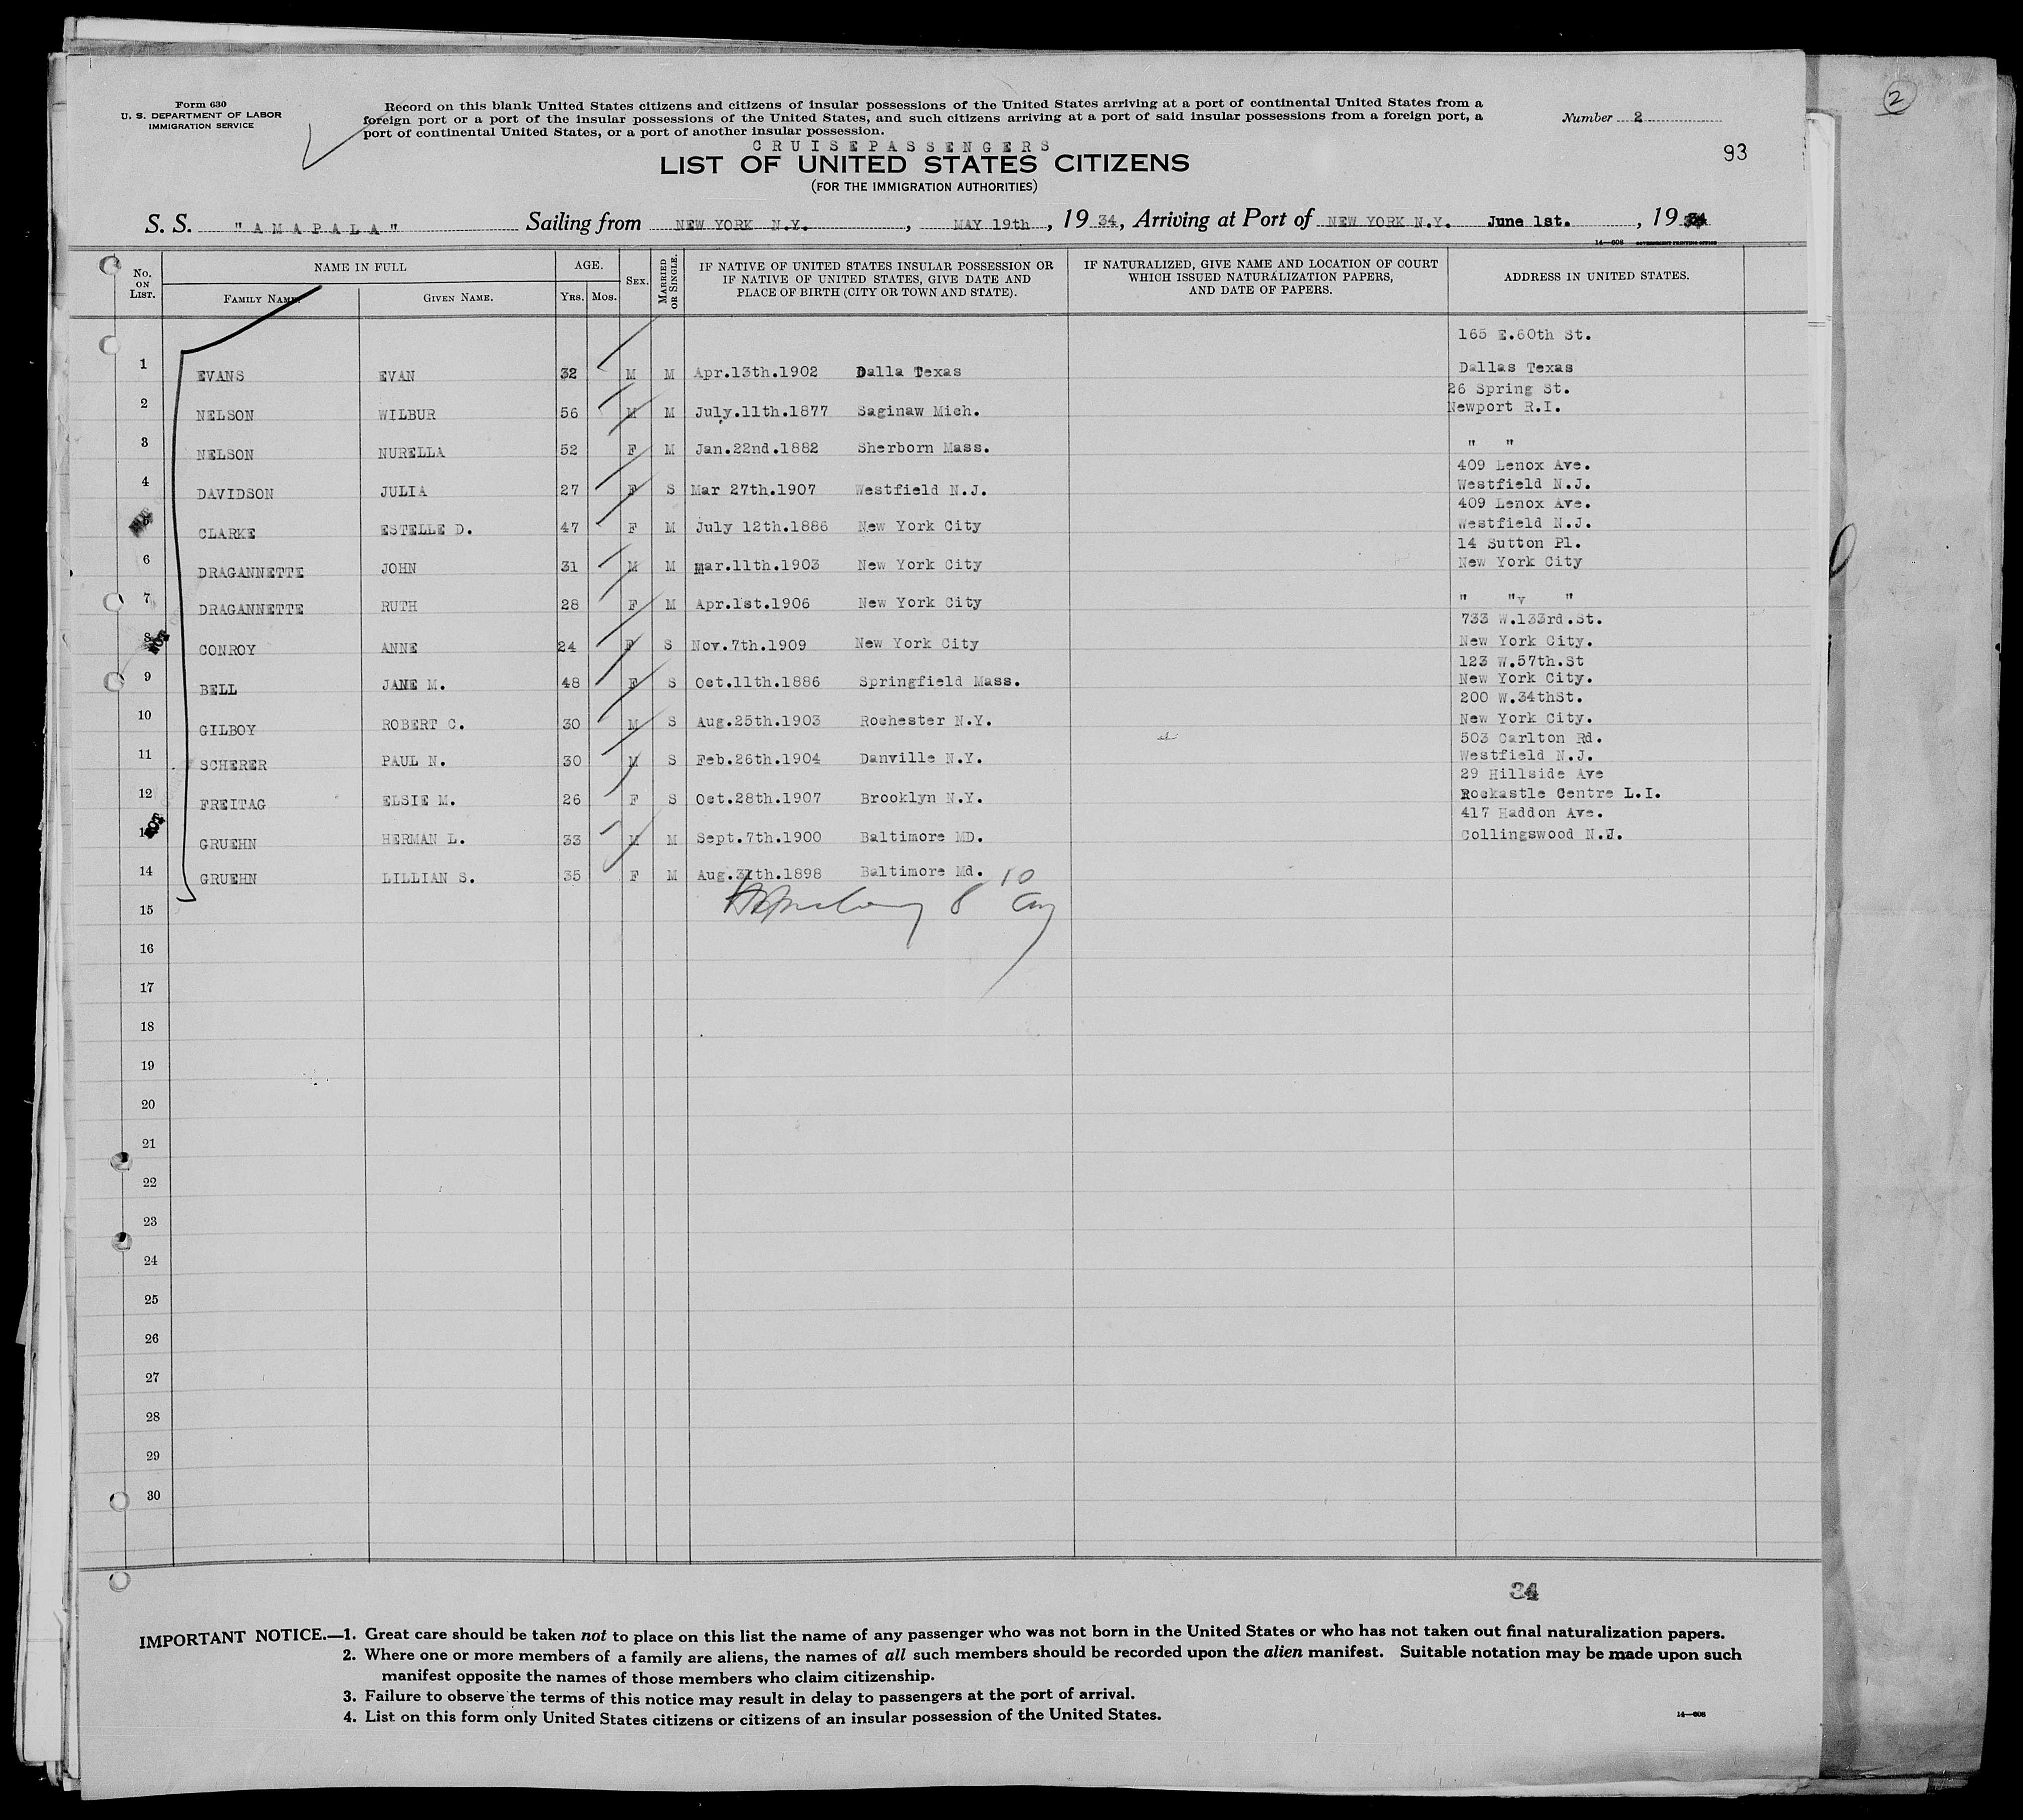 Form 630
U. S. DEPARTMENT OF LABOR
IMMIGRATION SERVICE
Record on this blank United States citizens and citizens of insular possessions of the United States arriving at a port of continental United States from a
foreign port or a port of the insular possessions of the United States, and such citizens arriving at a port of said insular possessions from a foreign port, a
port of continental United States, or a port of another insular possession.
Number 2
2
93
CRUISEPASSENGERS
LIST OF UNITED STATES CITIZENS
(FOR THE IMMIGRATION AUTHORITIES)
S. S. "AMAPALA" Sailing from NEW YORK N.Y. , MAY 19th , 19 34, Arriving at Port of NEW YORK N.Y. June 1st. , 19 34
14—608 GOVERNMENT PRINTING OFFICE
No. ON LIST. NAME IN FULL AGE. SEX. MARRIED OR SINGLE. IF NATIVE OF UNITED STATES INSULAR POSSESSION OR IF NATIVE OF UNITED STATES, GIVE DATE AND PLACE OF BIRTH (CITY OR TOWN AND STATE). IF NATURALIZED, GIVE NAME AND LOCATION OF COURT WHICH ISSUED NATURALIZATION PAPERS, AND DATE OF PAPERS. ADDRESS IN UNITED STATES.
FAMILY NAME. GIVEN NAME. YRS. MOS.
165 E.60th St.
1 EVANS EVAN 32 M M Apr.13th.1902 Dalla Texas Dallas Texas
26 Spring St.
2 NELSON WILBUR 56 M M July.11th.1877 Saginaw Mich. Newport R.I.
3 NELSON NURELLA 52 F M Jan.22nd.1882 Sherborn Mass. " "
409 Lenox Ave.
4 DAVIDSON JULIA 27 F S Mar 27th.1907 Westfield N.J. Westfield N.J.
409 Lenox Ave.
CLARKE ESTELLE D. 47 F M July 12th.1886 New York City Westfield N.J.
14 Sutton Pl.
6 DRAGANNETTE JOHN 31 M M Mar.11th.1903 New York City New York City
7 DRAGANNETTE RUTH 28 F M Apr.1st.1906 New York City " "v "
733 W.133rd.St.
8 CONROY ANNE 24 F S Nov.7th.1909 New York City New York City.
123 W.57th.St
9 BELL JANE M. 48 F S Oct.11th.1886 Springfield Mass. New York City.
200 W.34thSt.
10 GILBOY ROBERT C. 30 M S Aug.25th.1903 Rochester N.Y. New York City.
503 Carlton Rd.
11 SCHERER PAUL N. 30 M S Feb.26th.1904 Danville N.Y. Westfield N.J.
29 Hillside Ave
12 FREITAG ELSIE M. 26 F S Oct.28th.1907 Brooklyn N.Y. Rockastle Centre L.I.
417 Haddon Ave.
GRUEHN HERMAN L. 33 M M Sept.7th.1900 Baltimore MD. Collingswood N.J.
14 GRUEHN LILLIAN S. 35 F M Aug.31th.1898 Baltimore Md.
15
16
17
18
19
20
21
22
23
24
25
26
27
28
29
30
34
IMPORTANT NOTICE.—1. Great care should be taken not to place on this list the name of any passenger who was not born in the United States or who has not taken out final naturalization papers.
2. Where one or more members of a family are aliens, the names of all such members should be recorded upon the alien manifest. Suitable notation may be made upon such
manifest opposite the names of those members who claim citizenship.
3. Failure to observe the terms of this notice may result in delay to passengers at the port of arrival.
4. List on this form only United States citizens or citizens of an insular possession of the United States.
14—608